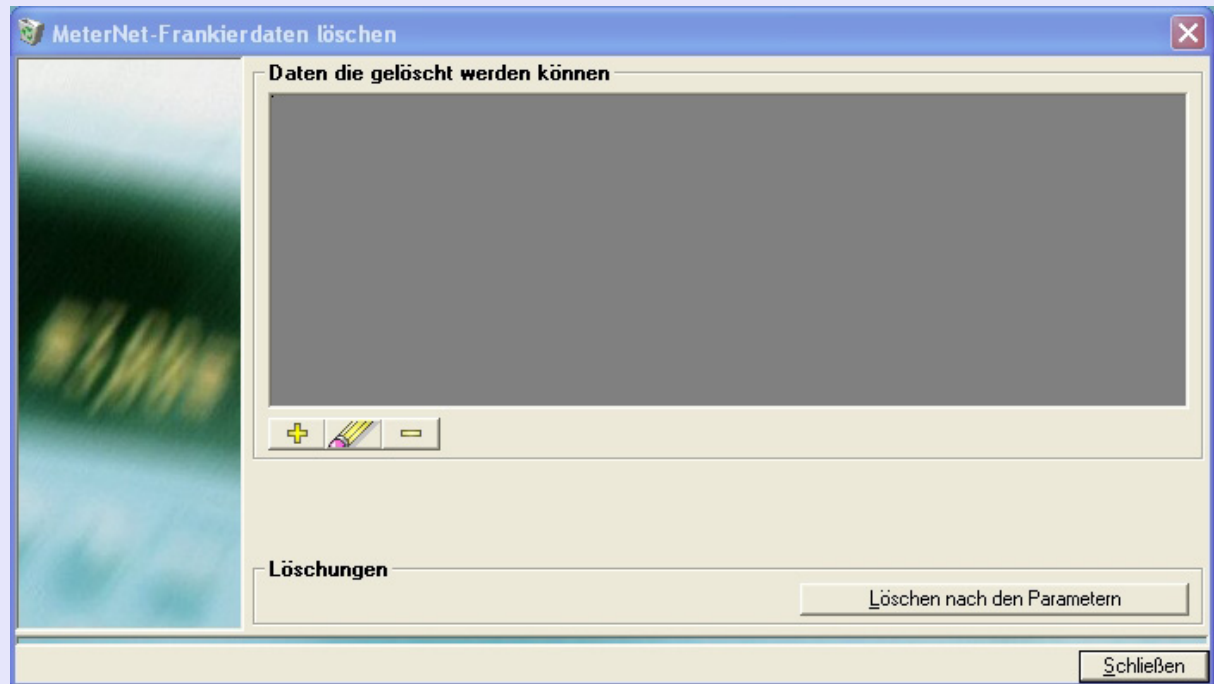 MeterNet-Frankierdaten löschen
Daten die gelöscht werden können
Löschungen
Löschen nach den Parametern
Schließen